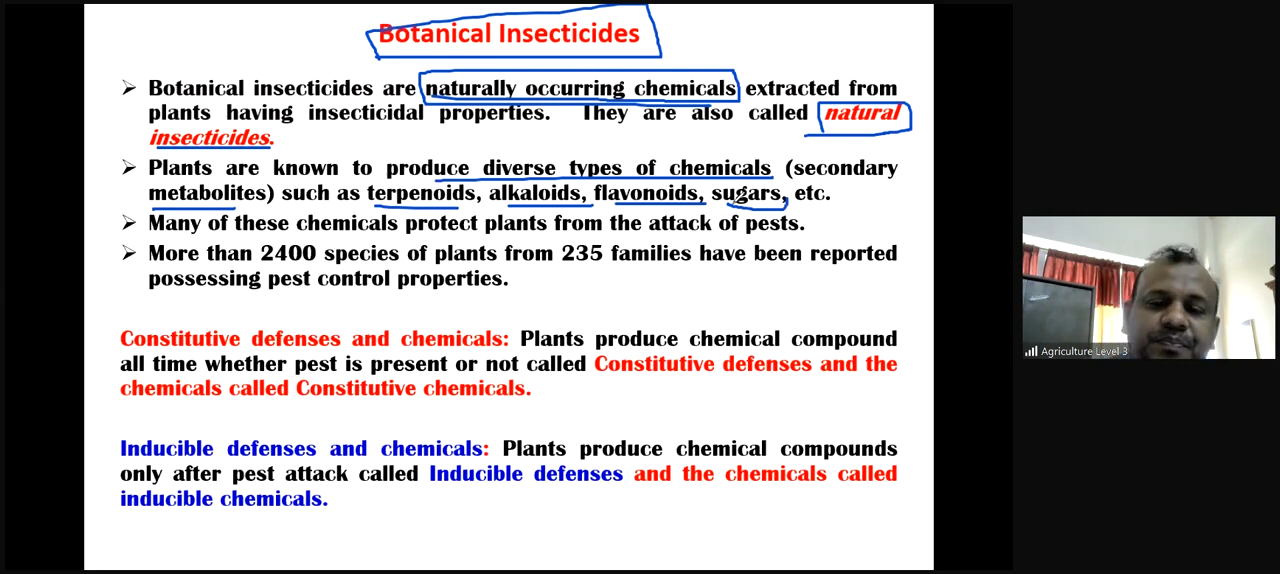 Botanical Insecticides
➢ Botanical insecticides are naturally occurring chemicals extracted from
plants having insecticidal properties. They are also called natural
insecticides.
➢ Plants are known to produce diverse types of chemicals (secondary
metabolites) such as terpenoids, alkaloids, flavonoids, sugars, etc.
➢ Many of these chemicals protect plants from the attack of pests.
➢ More than 2400 species of plants from 235 families have been reported
possessing pest control properties.
Constitutive defenses and chemicals: Plants produce chemical compound
all time whether pest is present or not called Constitutive defenses and the
chemicals called Constitutive chemicals.
Inducible defenses and chemicals: Plants produce chemical compounds
only after pest attack called Inducible defenses and the chemicals called
inducible chemicals.
Agriculture Level 3